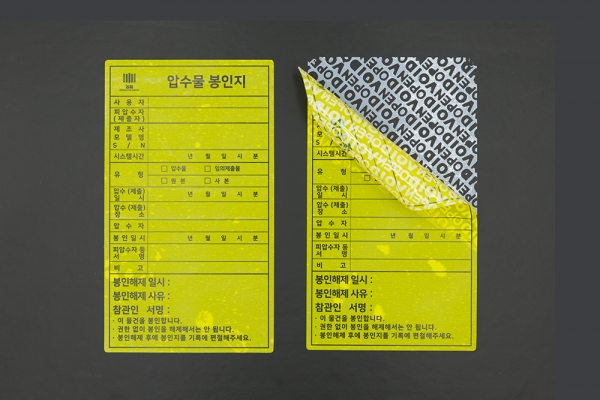 압수물 봉인지
사 용 자
피압수자
(제출자)
제 조 사
모 델 명
S / N
시스템시간 년 월 일 시 분
유 형 □ 압수물 □ 임의제출물
□ 원 본 □ 사 본
압수(제출)
일 시 년 월 일 시 분
압수(제출)
장 소
압 수 자
봉인일시 년 월 일 시 분
피압수자 등
서 명
비 고
봉인해제 일시 :
봉인해제 사유 :
참관인 서명 :
· 이 물건을 봉인합니다.
· 권한 없이 봉인을 해제해서는 안 됩니다.
· 봉인해제 후에 봉인지를 기록에 편철해주세요.
시스템시간
유
압수(제출)
일 시
압수(제출)
장 소
압 수 자
봉인일시 년 월 일 시 분
피압수자 등
서 명
비 고
봉인해제 일시 :
봉인해제 사유 :
참관인 서명 :
· 이 물건을 봉인합니다.
· 권한 없이 봉인을 해제해서는 안 됩니다.
· 봉인해제 후에 봉인지를 기록에 편철해주세요.